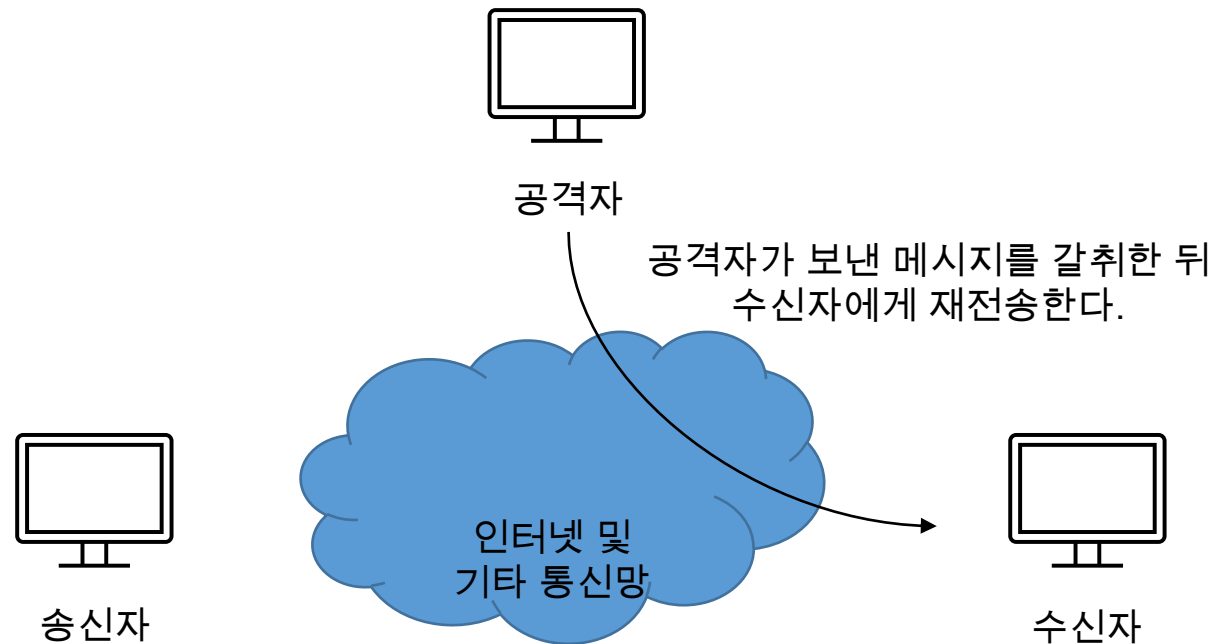 공격자
공격자가 보낸 메시지를 갈취한 뒤
수신자에게 재전송한다.
인터넷 및
기타 통신망
송신자
수신자